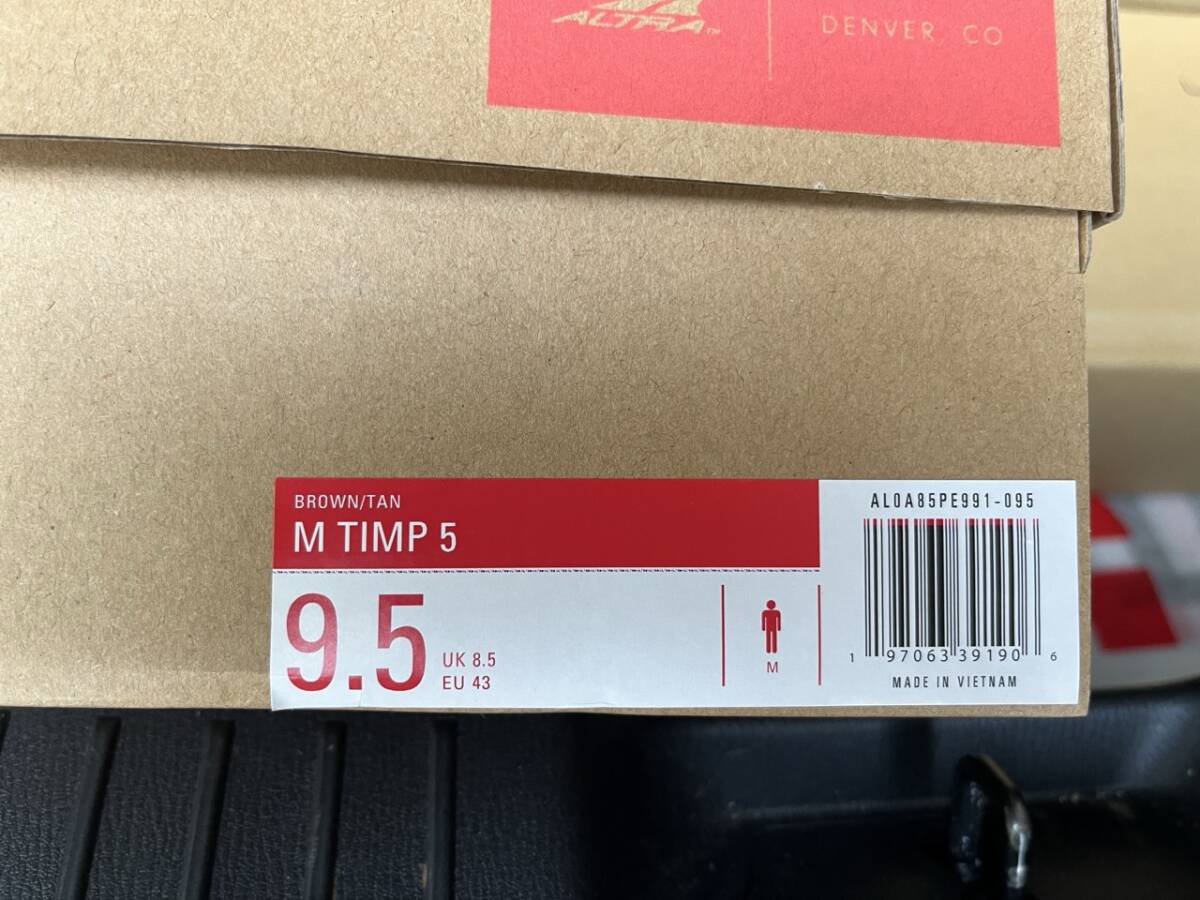 ALTRA™
DENVER, CO
BROWN/TAN
M TIMP 5
9.5
UK 8.5
EU 43
M
AL0A85PE991-095
1 97063 39190 6
MADE IN VIETNAM